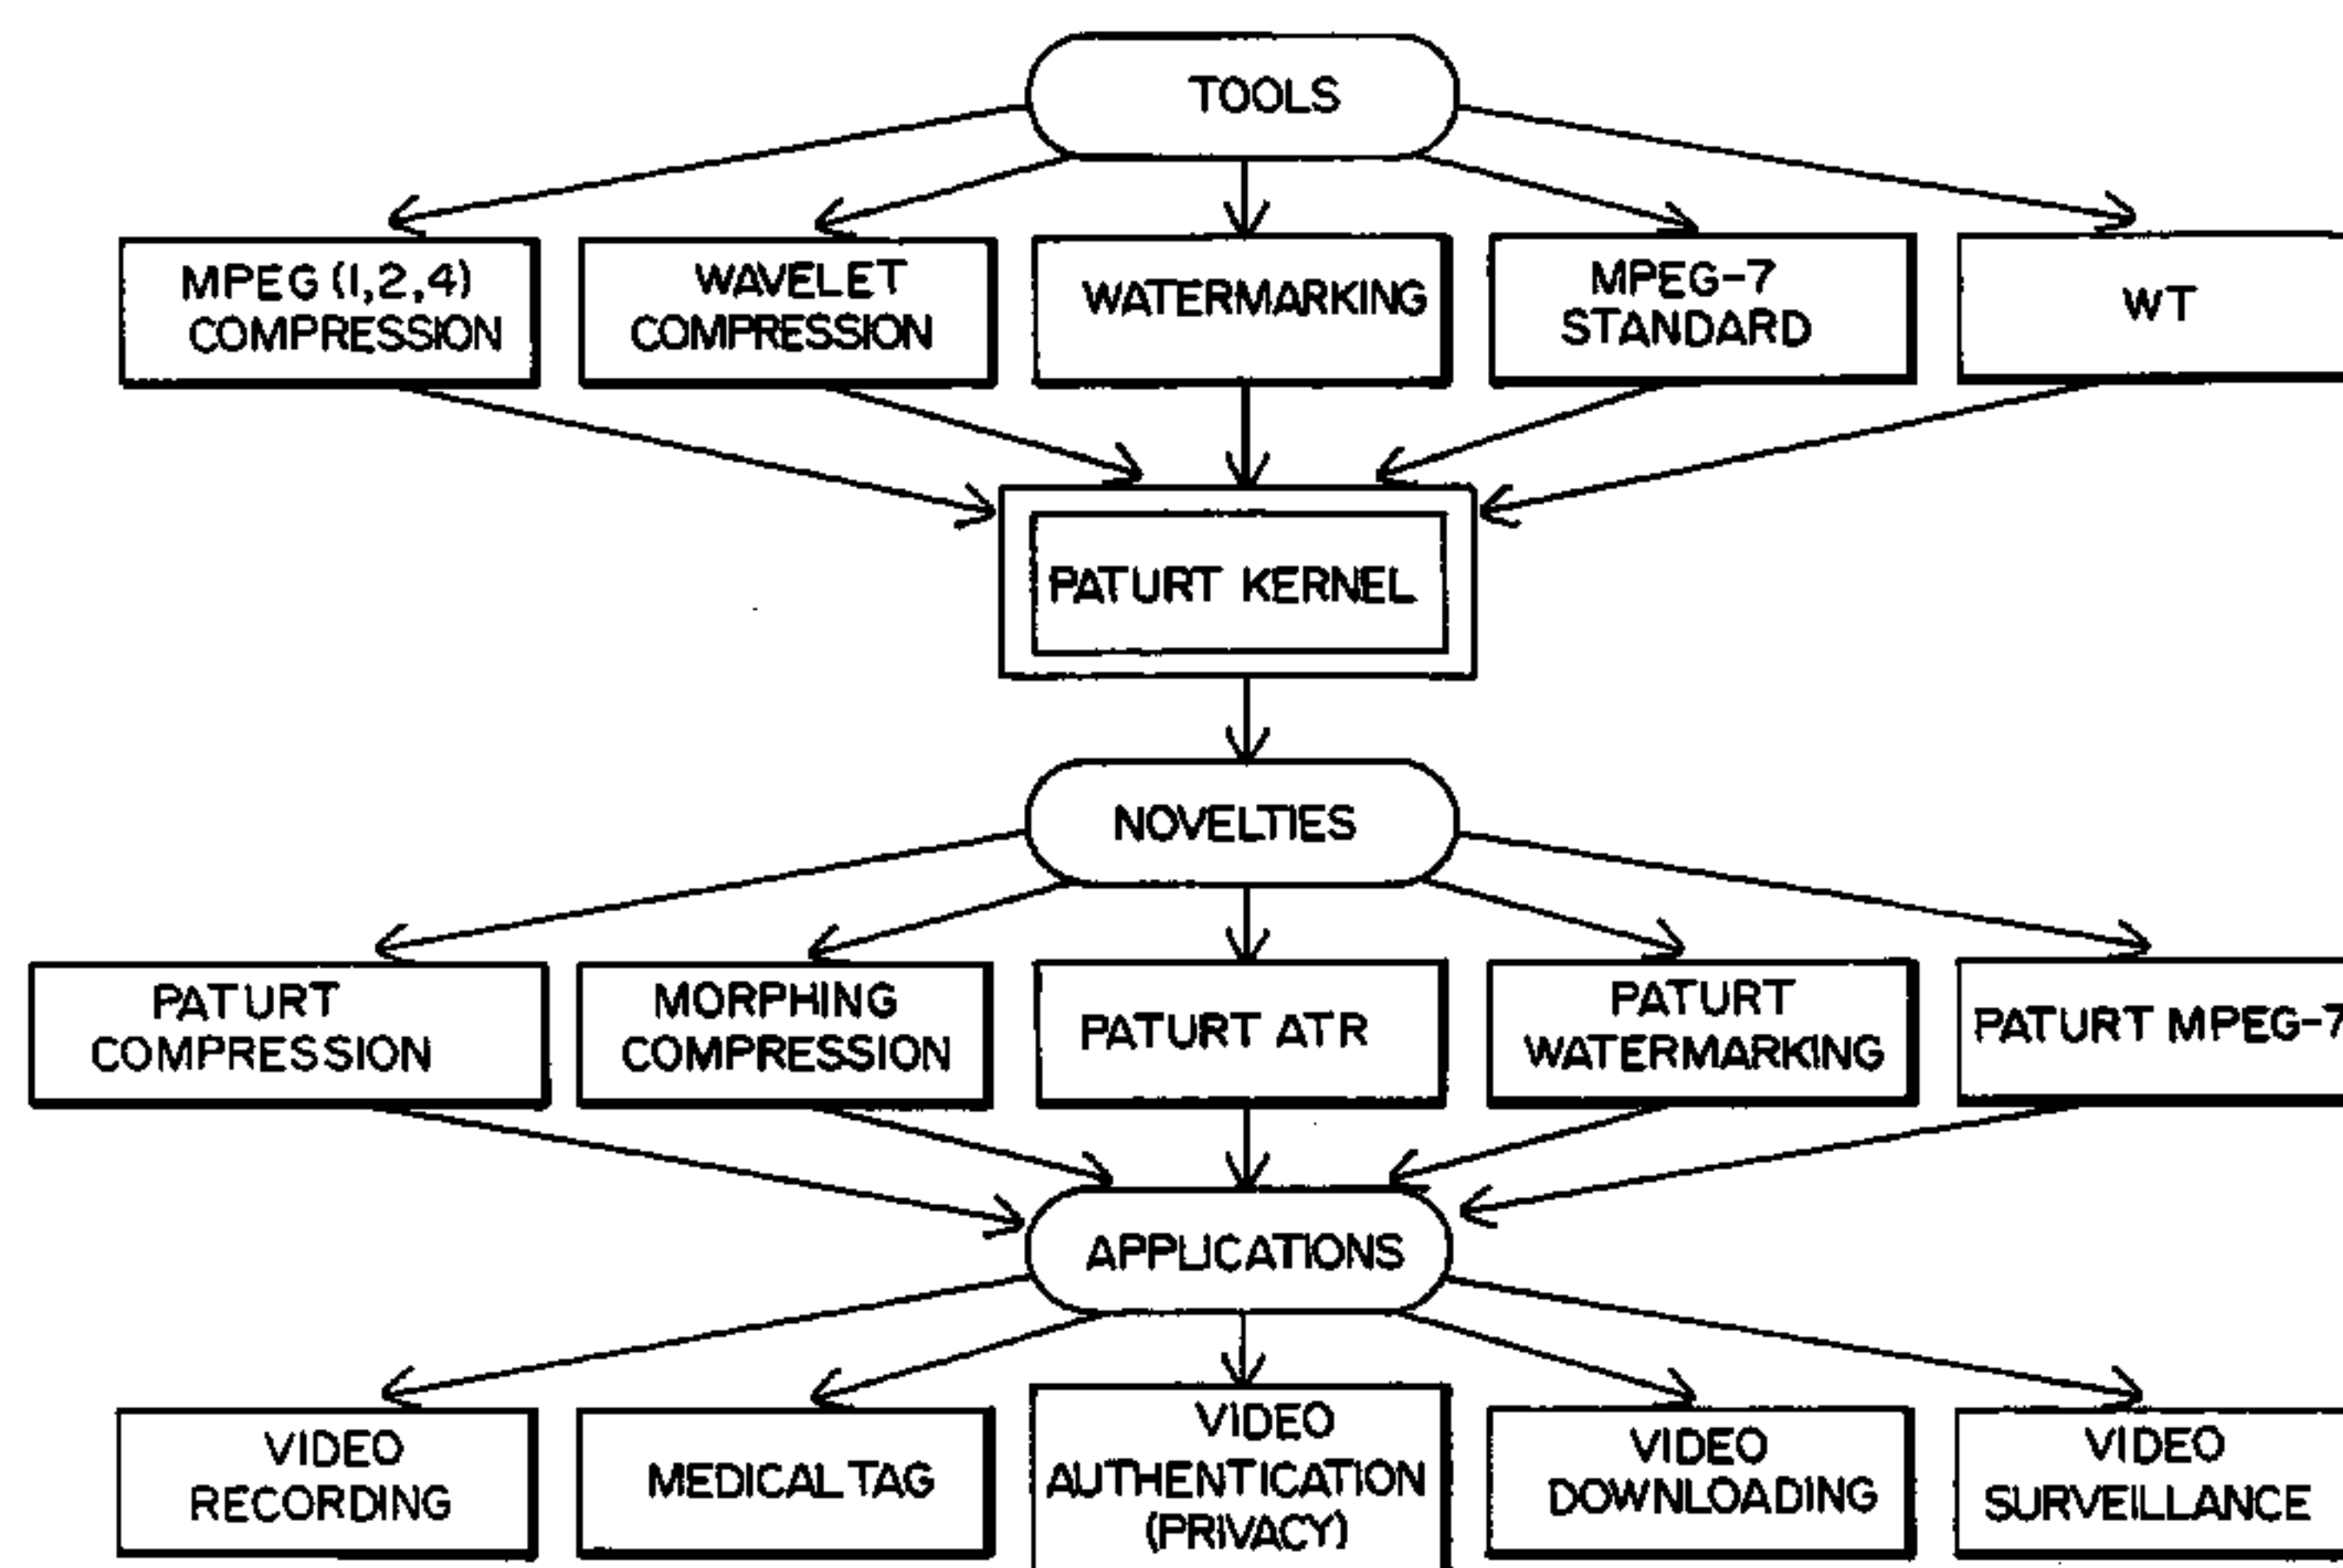 TOOLS
MPEG (1,2,4)
COMPRESSION
WAVELET
COMPRESSION
WATERMARKING
MPEG-7
STANDARD
WT
PATURT KERNEL
NOVELTIES
PATURT
COMPRESSION
MORPHING
COMPRESSION
PATURT ATR
PATURT
WATERMARKING
PATURT MPEG-7
APPLICATIONS
VIDEO
RECORDING
MEDICAL TAG
VIDEO
AUTHENTICATION
(PRIVACY)
VIDEO
DOWNLOADING
VIDEO
SURVEILLANCE